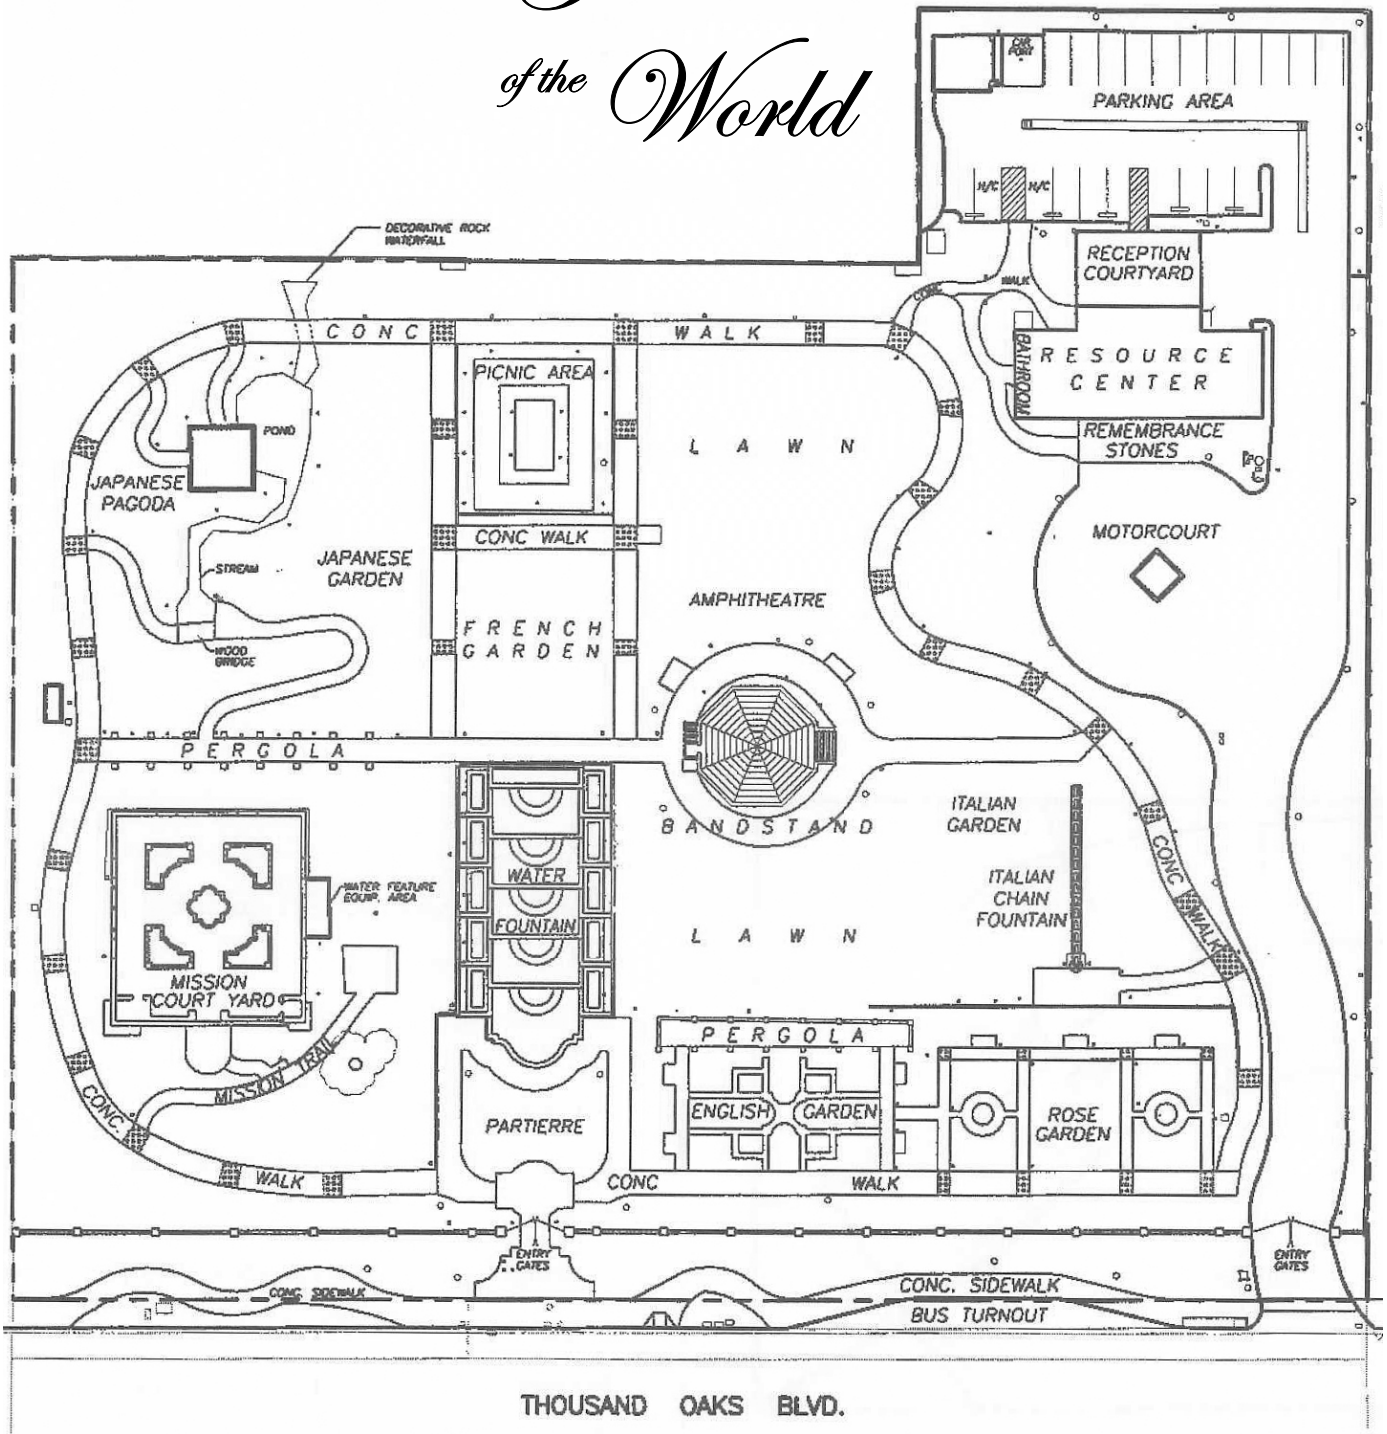 of the World
CAR
PORT
PARKING AREA
H/C
H/C
DECORATIVE ROCK
WATERFALL
RECEPTION
COURTYARD
CONC
WALK
CONC
WALK
BATHROOM
RESOURCE
CENTER
PICNIC AREA
POND
LAWN
REMEMBRANCE
STONES
JAPANESE
PAGODA
CONC WALK
MOTORCOURT
JAPANESE
GARDEN
STREAM
AMPHITHEATRE
FRENCH
GARDEN
WOOD
BRIDGE
PERGOLA
BANDSTAND
ITALIAN
GARDEN
CONC
WALK
WATER
FOUNTAIN
WATER FEATURE
EQUIP. AREA
ITALIAN
CHAIN
FOUNTAIN
LAWN
MISSION
COURT YARD
PERGOLA
MISSION TRAIL
CONC.
WALK
PARTIERRE
ENGLISH GARDEN
ROSE
GARDEN
CONC
WALK
ENTRY
GATES
ENTRY
GATES
CONC. SIDEWALK
CONC. SIDEWALK
BUS TURNOUT
THOUSAND OAKS BLVD.